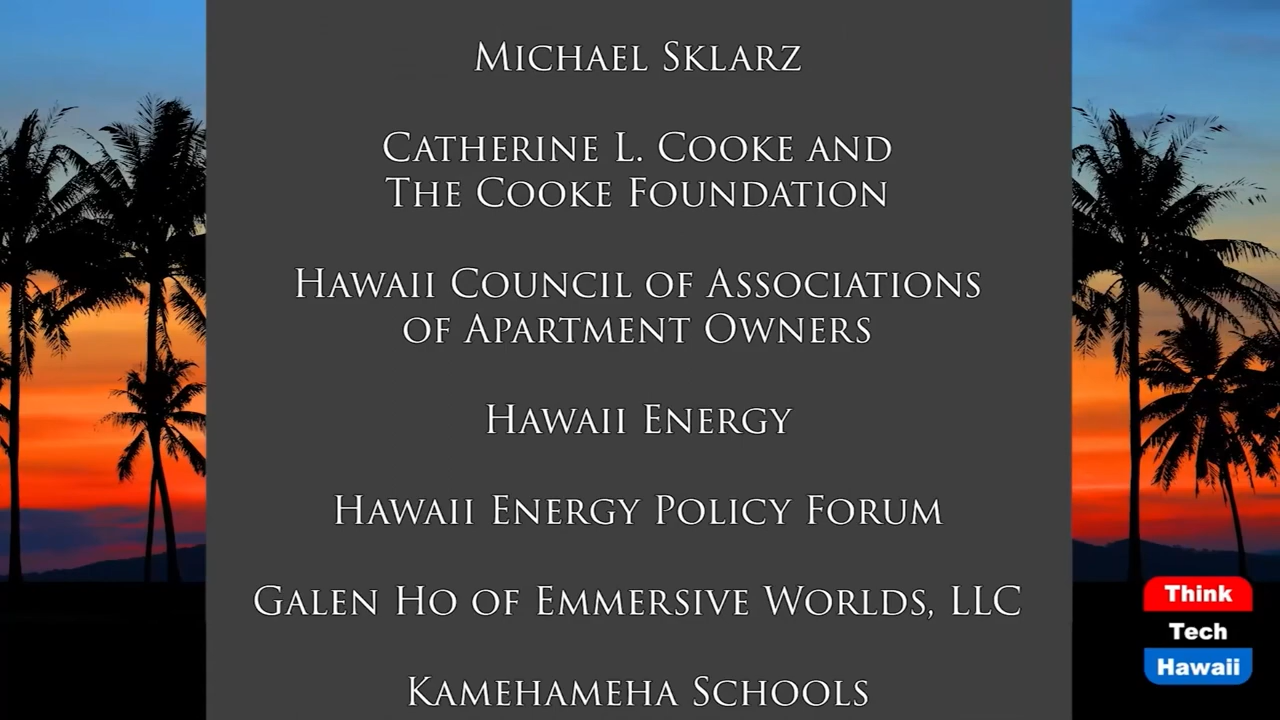 Michael Sklarz
Catherine L. Cooke and
The Cooke Foundation
Hawaii Council of Associations
of Apartment Owners
Hawaii Energy
Hawaii Energy Policy Forum
Galen Ho of Emmersive Worlds, LLC
Kamehameha Schools
Think
Tech
Hawaii